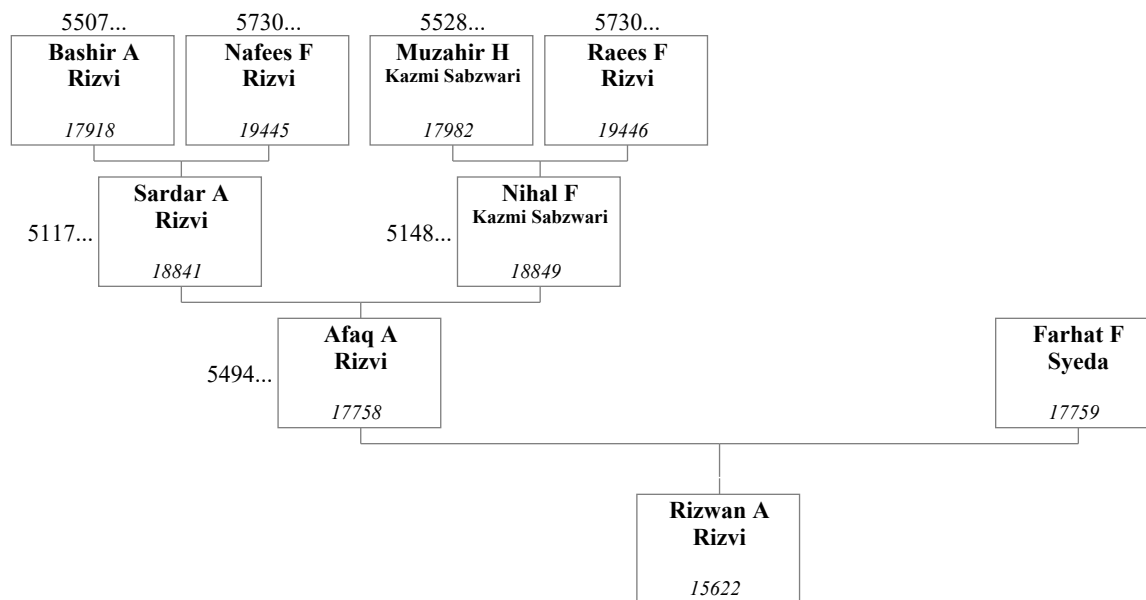 5507...
5730...
5528...
5730...
Bashir A
Rizvi
17918
Nafees F
Rizvi
19445
Muzahir H
Kazmi Sabzwari
17982
Raees F
Rizvi
19446
5117...
Sardar A
Rizvi
18841
5148...
Nihal F
Kazmi Sabzwari
18849
5494...
Afaq A
Rizvi
17758
Farhat F
Syeda
17759
Rizwan A
Rizvi
15622